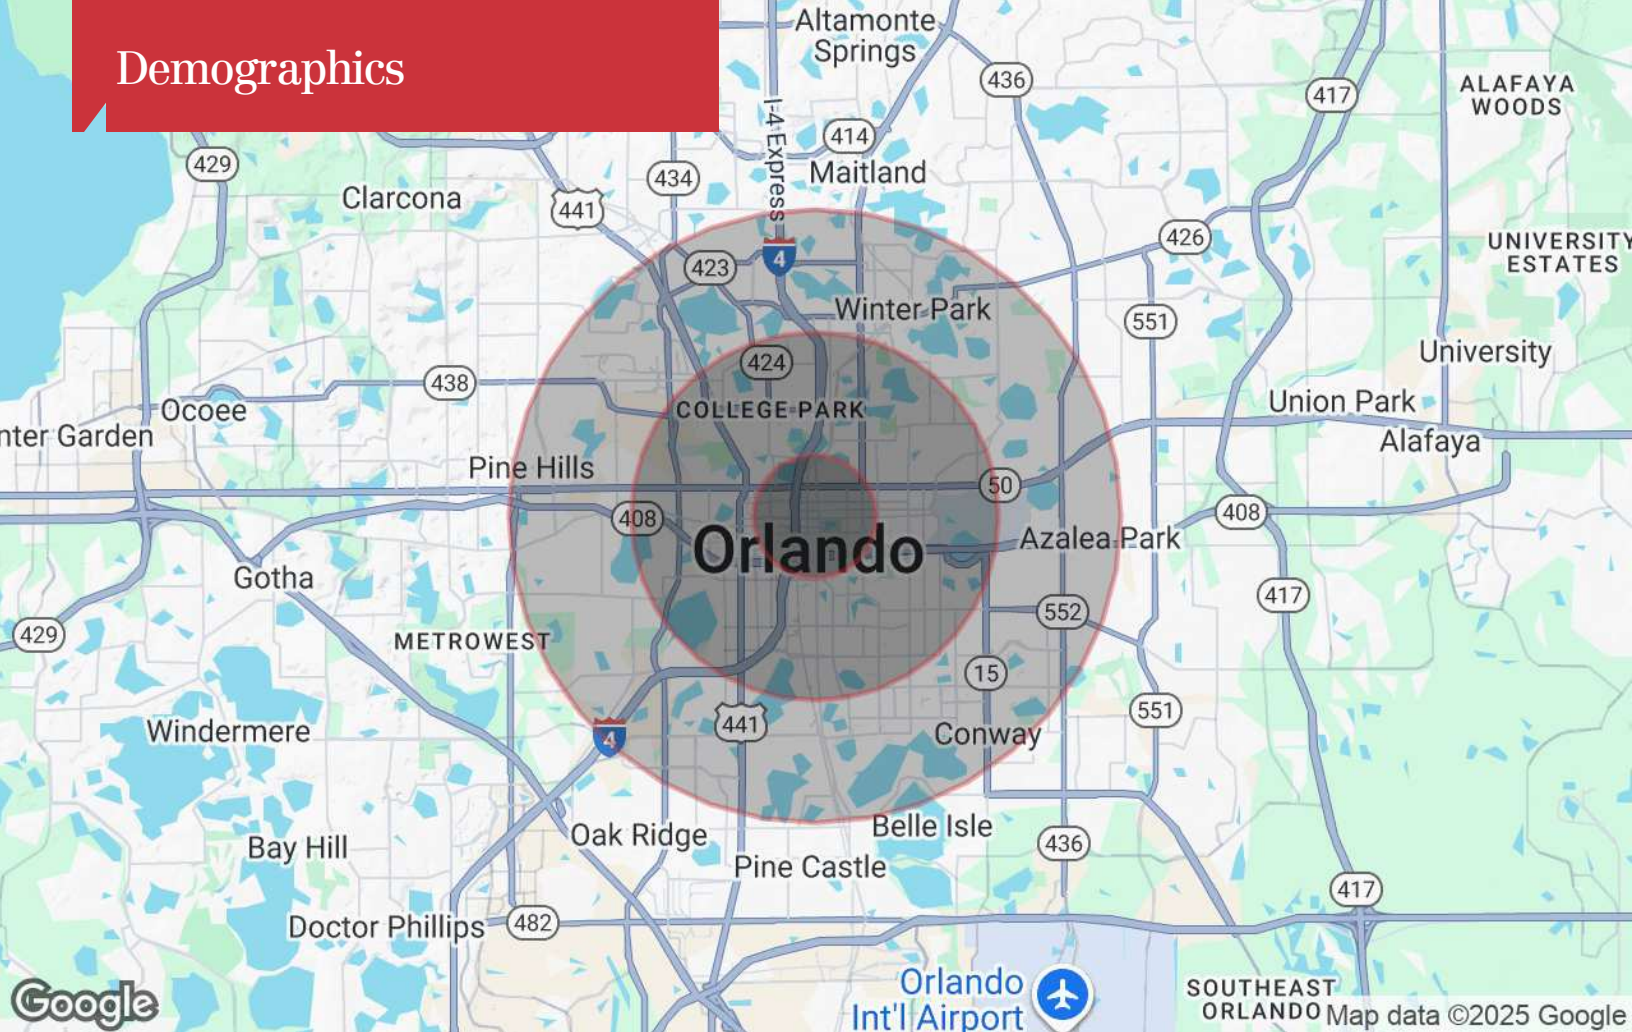 Demographics
Altamonte
Springs
436
417
ALAFAYA
WOODS
I-4 Express
414
429
434
Maitland
Clarcona
441
426
UNIVERSITY
ESTATES
423
4
Winter Park
551
University
424
438
Ocoee
COLLEGE PARK
Union Park
nter Garden
Alafaya
Pine Hills
50
408
408
Orlando
Azalea Park
Gotha
417
552
429
METROWEST
15
551
Windermere
441
Conway
4
Oak Ridge
Belle Isle
436
Bay Hill
Pine Castle
417
Doctor Phillips
482
Orlando
Int'l Airport
SOUTHEAST
ORLANDO
Google
Map data ©2025 Google